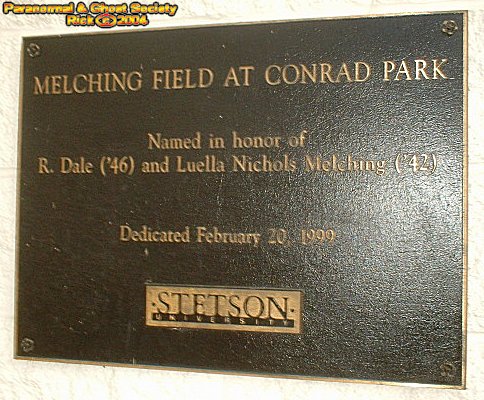 Paranormal & Ghost Society
Rick ©2004
MELCHING FIELD AT CONRAD PARK
Named in honor of
R. Dale ('46) and Luella Nichols Melching ('42)
Dedicated February 20, 1999
·STETSON·
UNIVERSITY